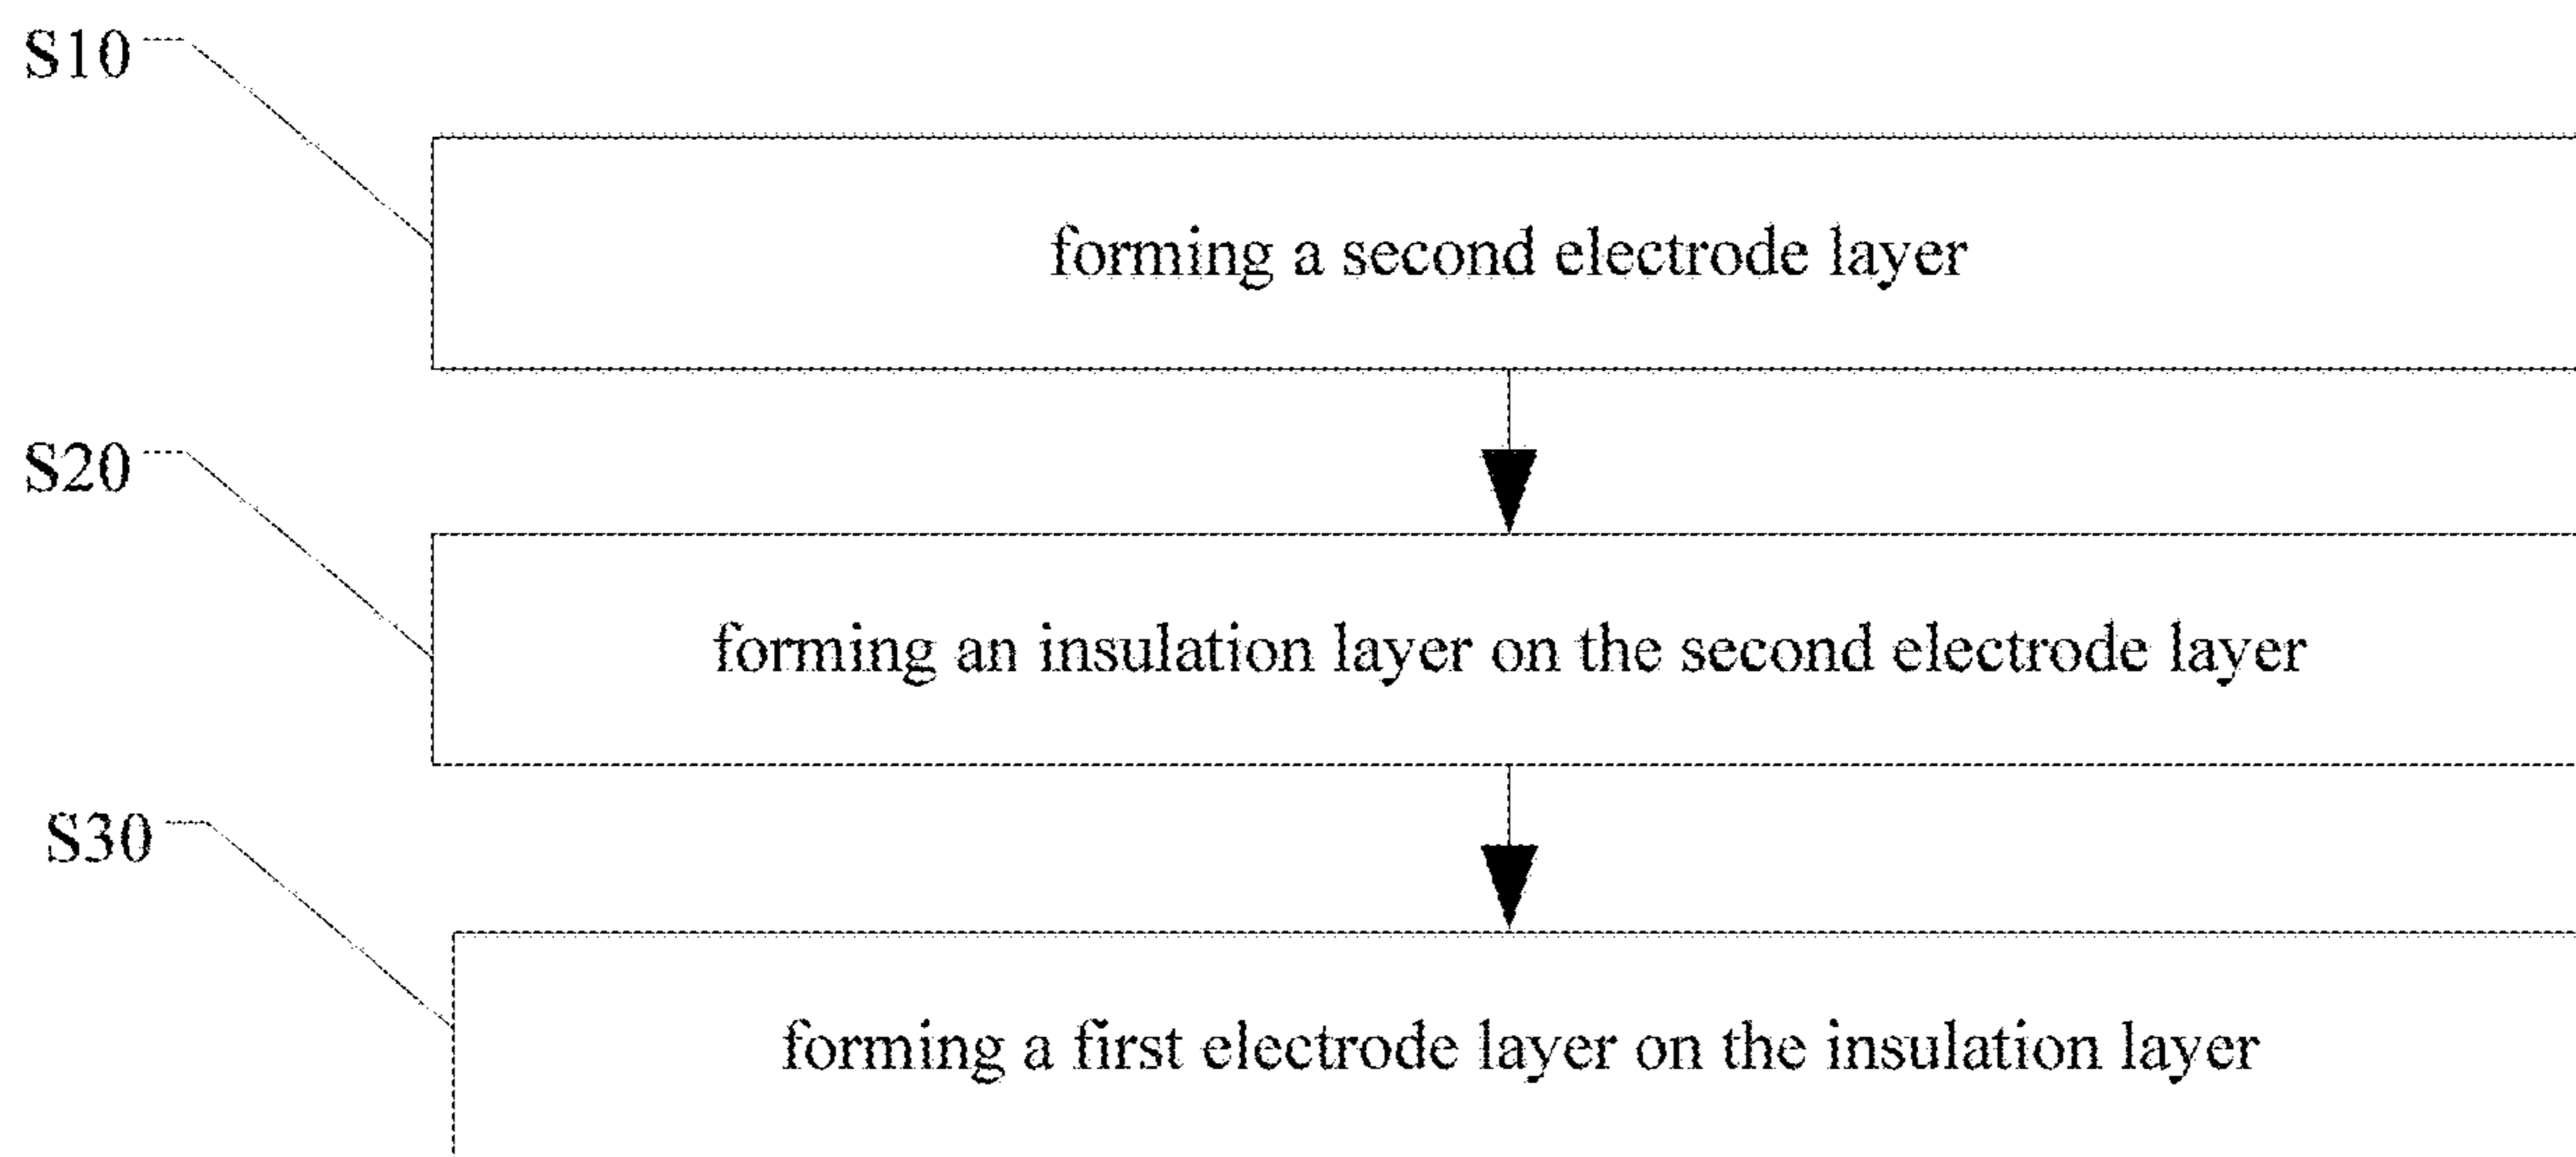 S10
forming a second electrode layer
S20
forming an insulation layer on the second electrode layer
S30
forming a first electrode layer on the insulation layer